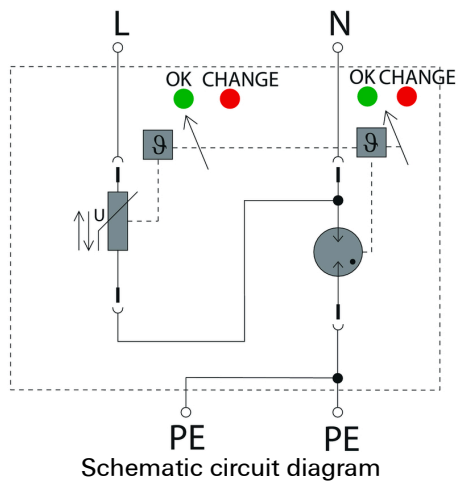 L N
OK CHANGE OK CHANGE
ϑ ϑ
U
PE PE
Schematic circuit diagram